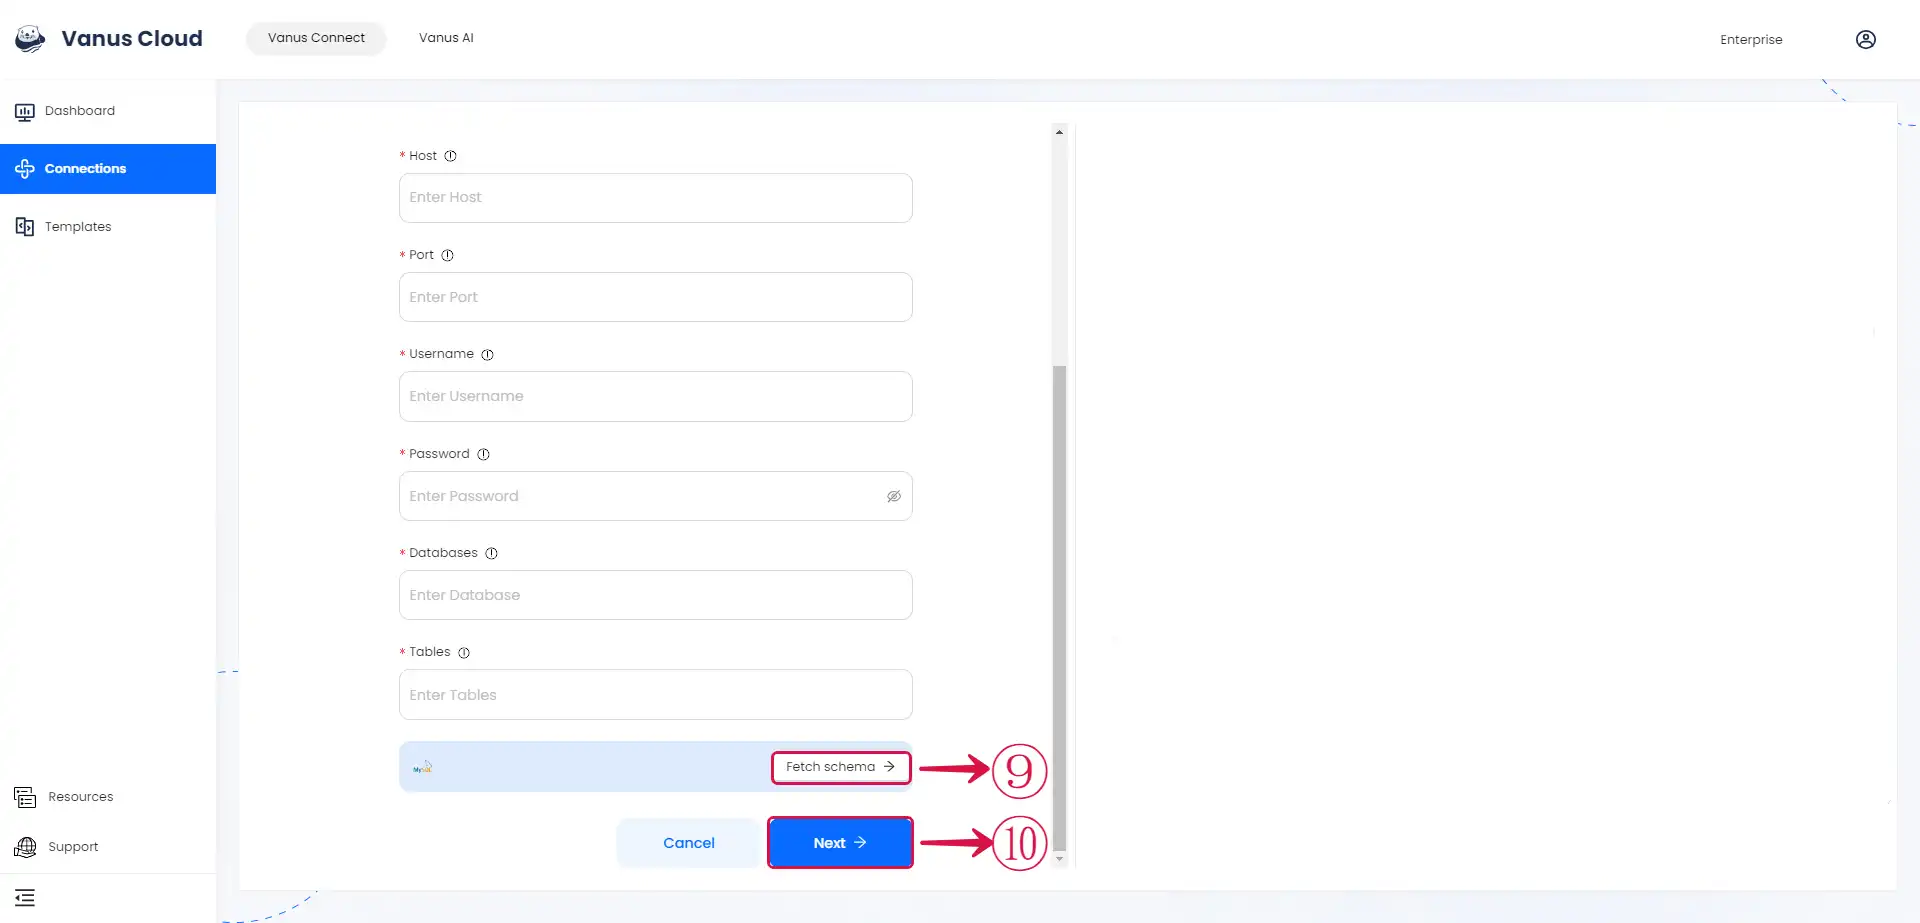 Vanus Cloud
Vanus Connect
Vanus AI
Enterprise
Dashboard
Connections
Templates
* Host
Enter Host
* Port
Enter Port
* Username
Enter Username
* Password
Enter Password
* Databases
Enter Database
* Tables
Enter Tables
MySQL
Fetch schema →
⑨
Cancel
Next →
⑩
Resources
Support